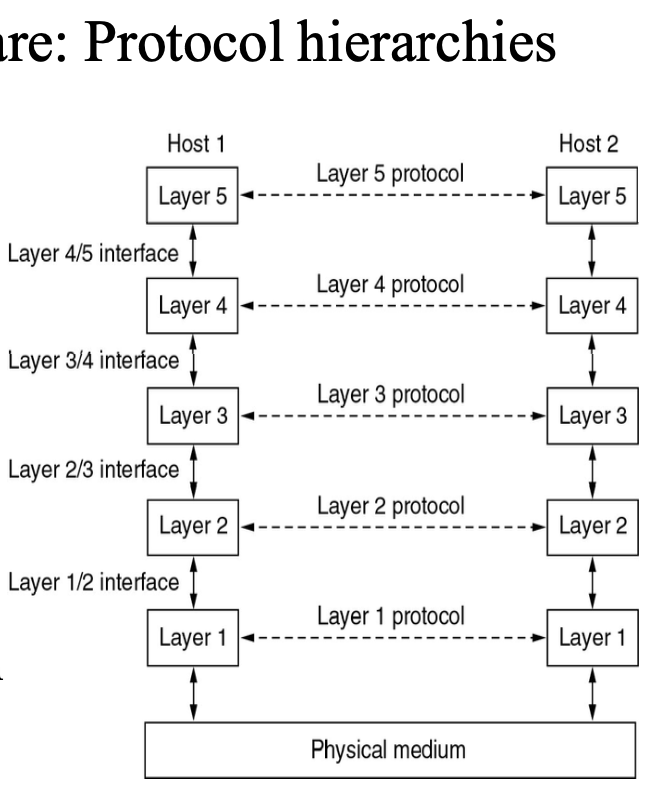 are: Protocol hierarchies
Host 1
Host 2
Layer 5
Layer 5 protocol
Layer 5
Layer 4/5 interface
Layer 4
Layer 4 protocol
Layer 4
Layer 3/4 interface
Layer 3
Layer 3 protocol
Layer 3
Layer 2/3 interface
Layer 2
Layer 2 protocol
Layer 2
Layer 1/2 interface
Layer 1
Layer 1 protocol
Layer 1
Physical medium